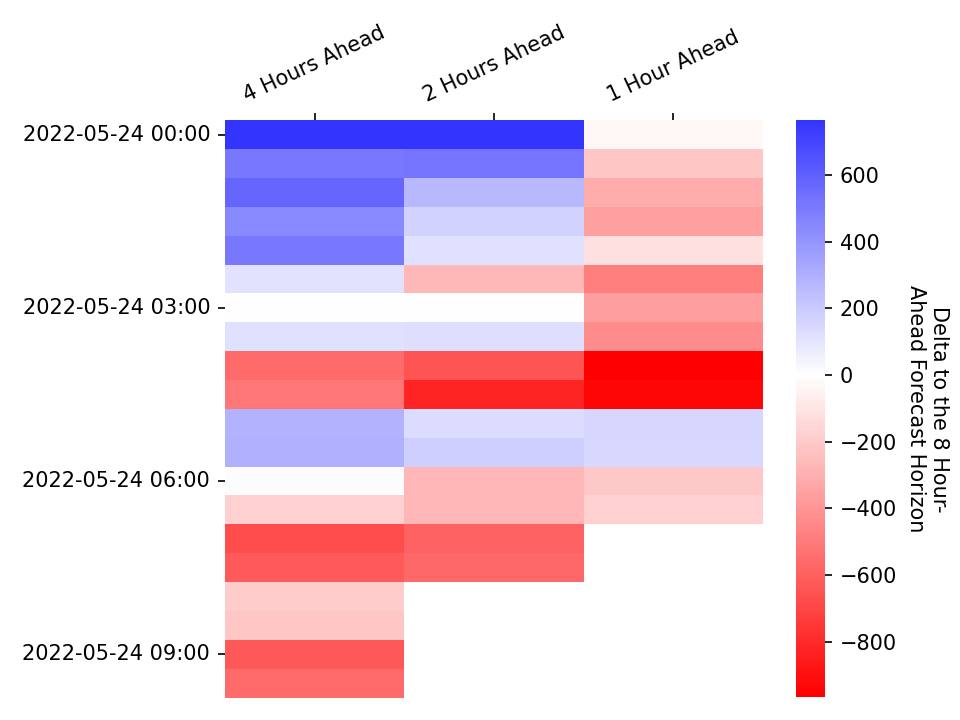 4 Hours Ahead
2 Hours Ahead
1 Hour Ahead
2022-05-24 00:00
2022-05-24 03:00
2022-05-24 06:00
2022-05-24 09:00
600
400
200
0
−200
−400
−600
−800
Delta to the 8 Hour-
Ahead Forecast Horizon